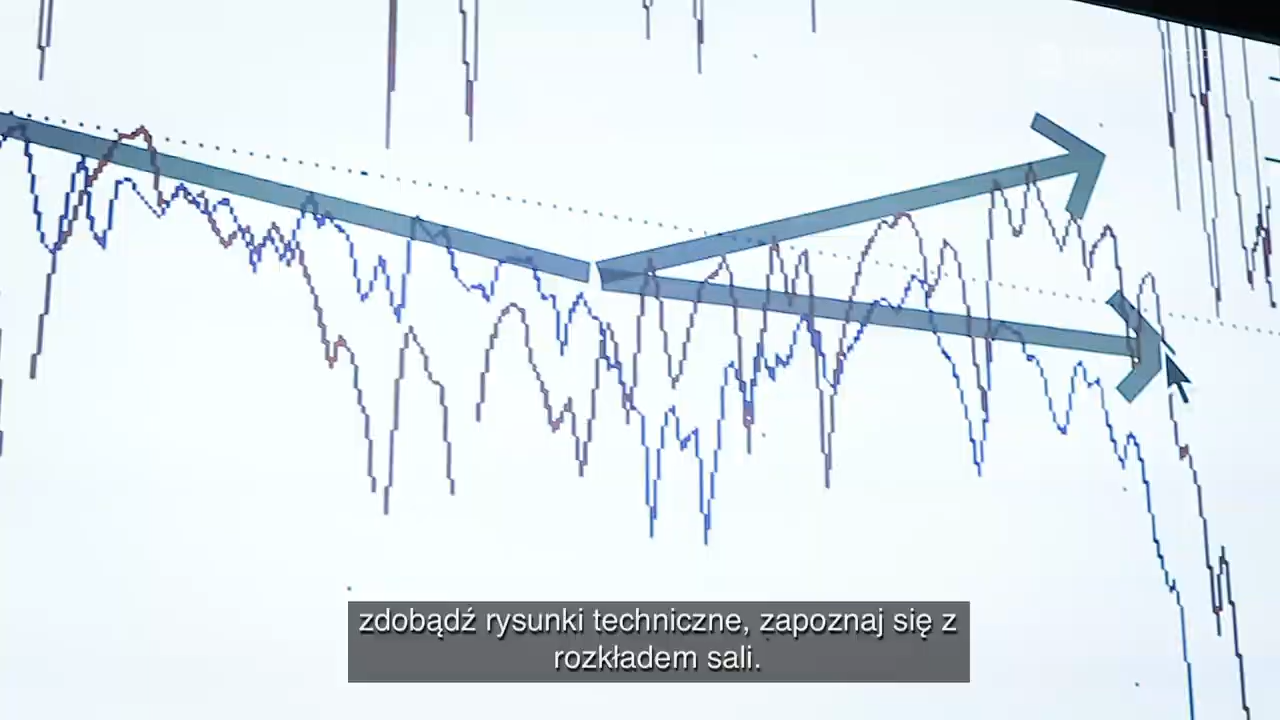 zdobądź rysunki techniczne, zapoznaj się z
rozkładem sali.